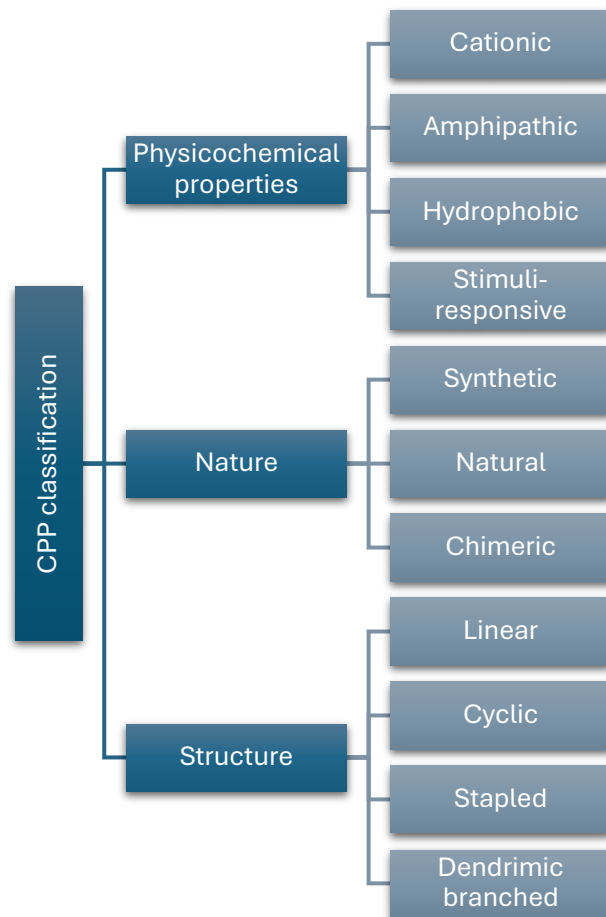 CPP classification
Physicochemical
properties
Cationic
Amphipathic
Hydrophobic
Stimuli-
responsive
Nature
Synthetic
Natural
Chimeric
Structure
Linear
Cyclic
Stapled
Dendrimic
branched